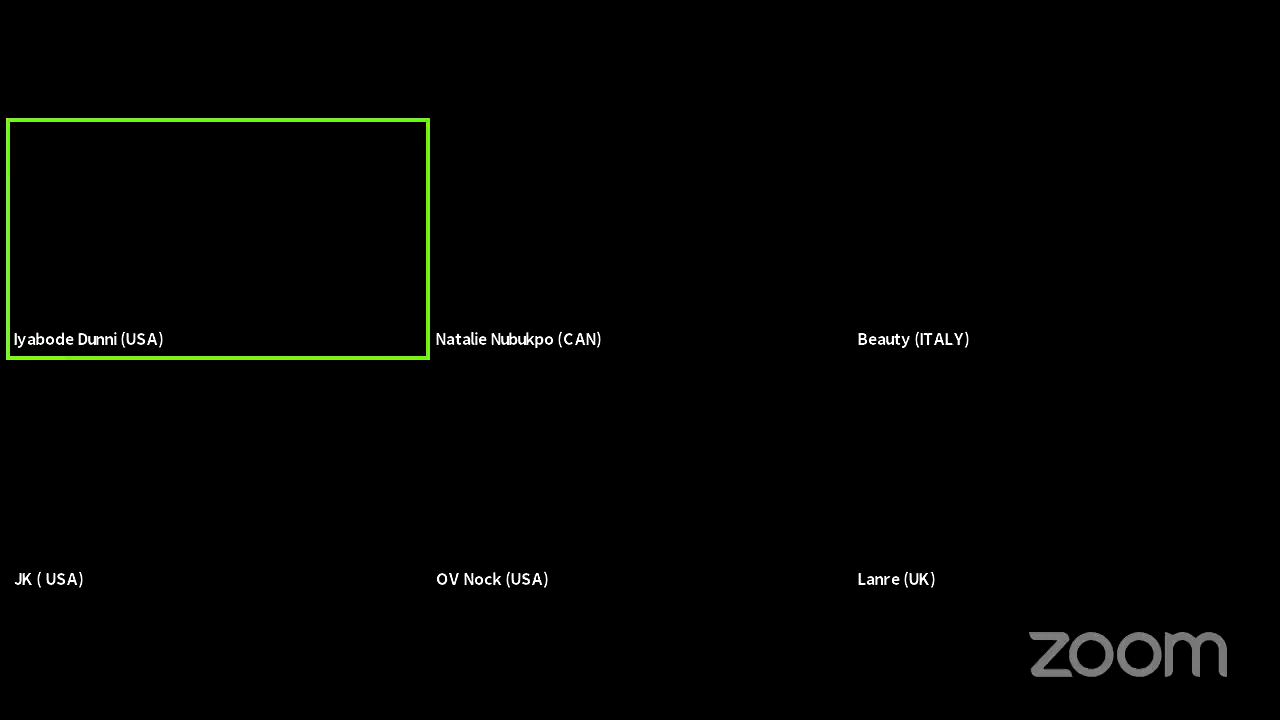 Iyabode Dunni (USA)
Natalie Nubukpo (CAN)
Beauty (ITALY)
JK ( USA)
OV Nock (USA)
Lanre (UK)
zoom